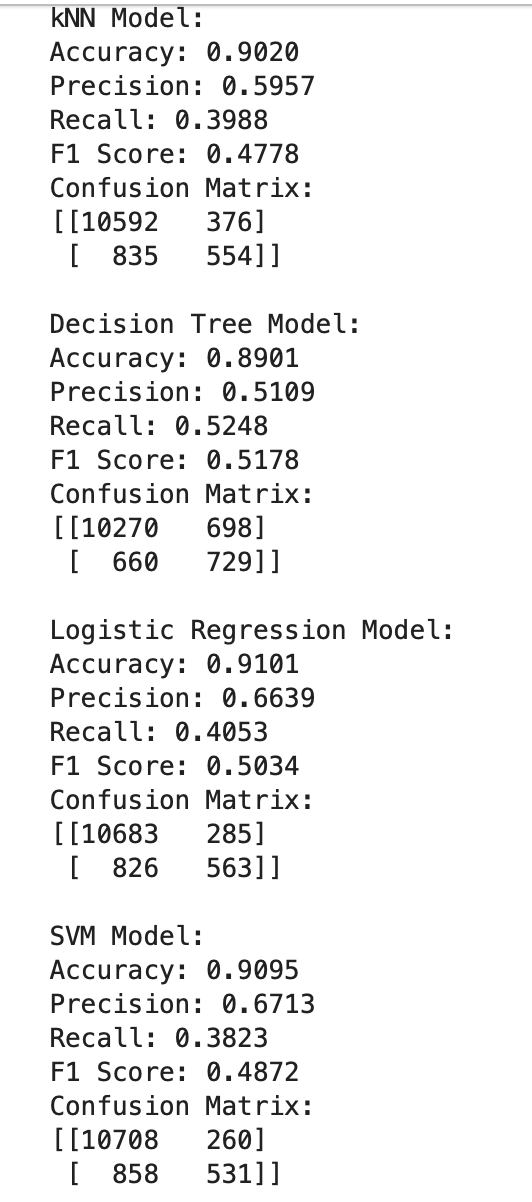 kNN Model:
Accuracy: 0.9020
Precision: 0.5957
Recall: 0.3988
F1 Score: 0.4778
Confusion Matrix:
[[10592   376]
 [  835   554]]

Decision Tree Model:
Accuracy: 0.8901
Precision: 0.5109
Recall: 0.5248
F1 Score: 0.5178
Confusion Matrix:
[[10270   698]
 [  660   729]]

Logistic Regression Model:
Accuracy: 0.9101
Precision: 0.6639
Recall: 0.4053
F1 Score: 0.5034
Confusion Matrix:
[[10683   285]
 [  826   563]]

SVM Model:
Accuracy: 0.9095
Precision: 0.6713
Recall: 0.3823
F1 Score: 0.4872
Confusion Matrix:
[[10708   260]
 [  858   531]]